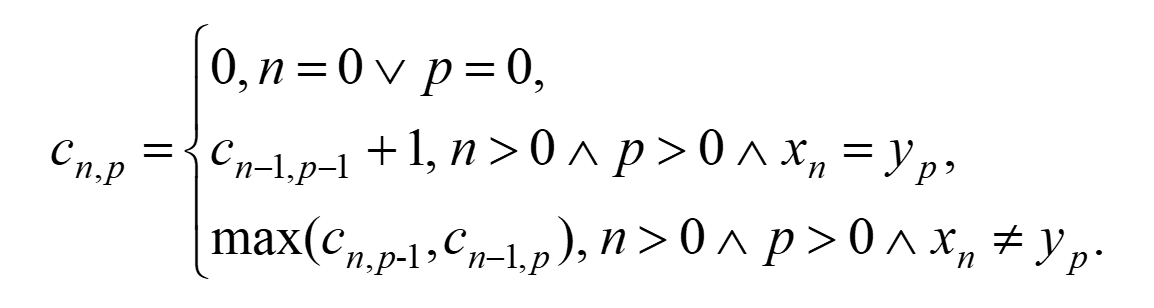 0, n = 0 ∨ p = 0,
c_{n,p} = { c_{n−1,p−1} + 1, n > 0 ∧ p > 0 ∧ x_n = y_p,
max(c_{n,p-1}, c_{n−1,p}), n > 0 ∧ p > 0 ∧ x_n ≠ y_p.